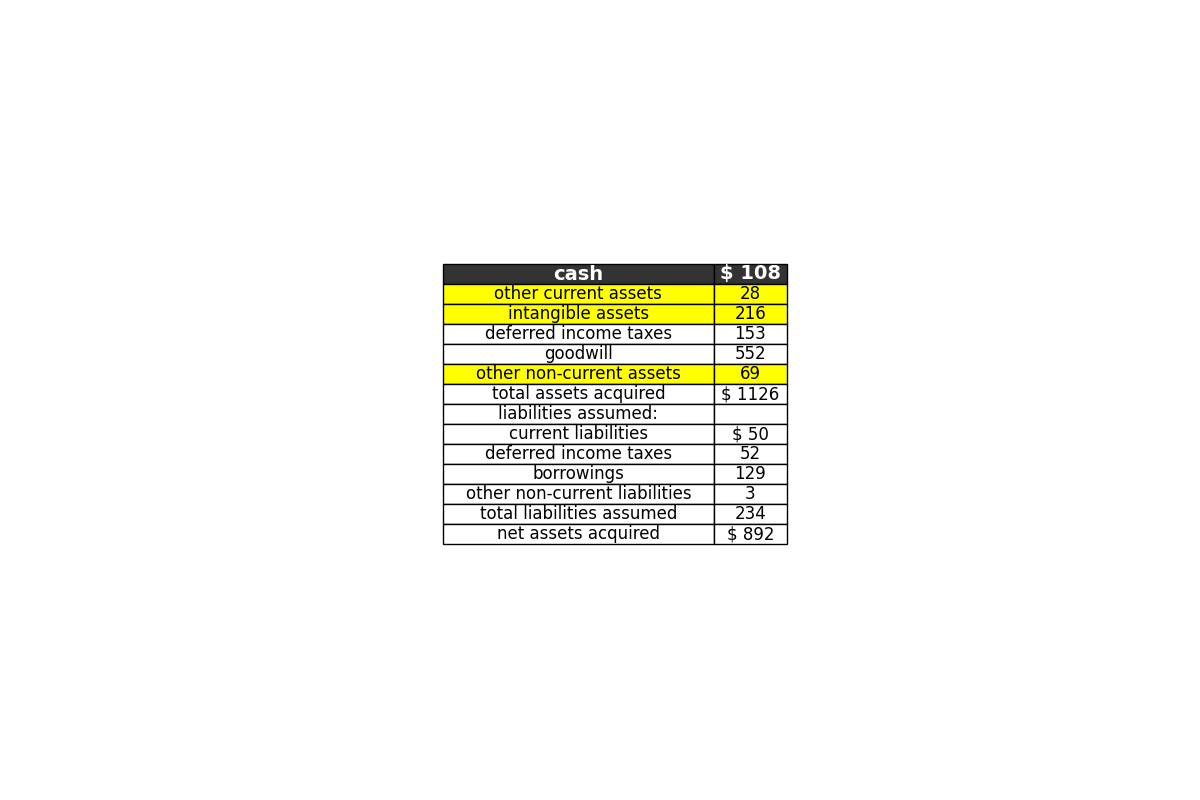 cash $ 108
other current assets 28
intangible assets 216
deferred income taxes 153
goodwill 552
other non-current assets 69
total assets acquired $ 1126
liabilities assumed:
current liabilities $ 50
deferred income taxes 52
borrowings 129
other non-current liabilities 3
total liabilities assumed 234
net assets acquired $ 892